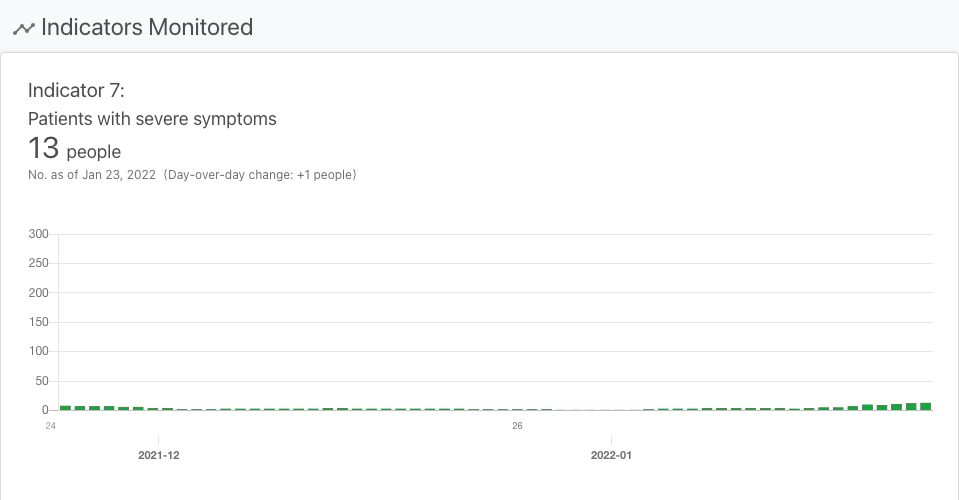 Indicators Monitored
Indicator 7:
Patients with severe symptoms
13 people
No. as of Jan 23, 2022 (Day-over-day change: +1 people)
300
250
200
150
100
50
0
24
26
2021-12
2022-01